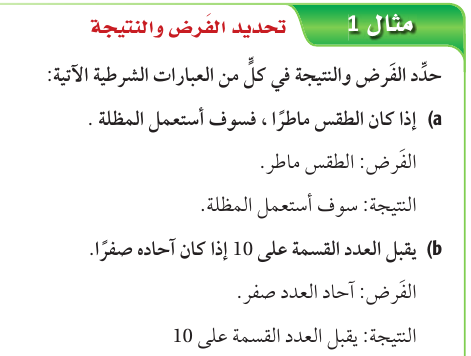 مثال 1 تحديد الفَرض والنتيجة
حدِّد الفَرض والنتيجة في كلٍّ من العبارات الشرطية الآتية:
a) إذا كان الطقس ماطرًا ، فسوف أستعمل المظلة .
الفَرض: الطقس ماطر.
النتيجة: سوف أستعمل المظلة.
b) يقبل العدد القسمة على 10 إذا كان آحاده صفرًا.
الفَرض: آحاد العدد صفر.
النتيجة: يقبل العدد القسمة على 10